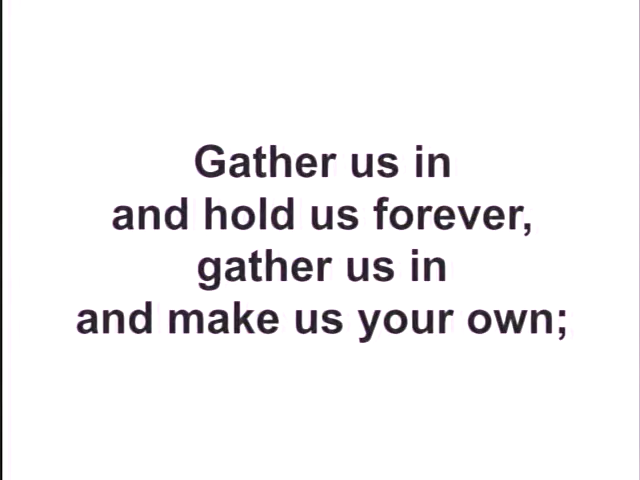 Gather us in
and hold us forever,
gather us in
and make us your own;